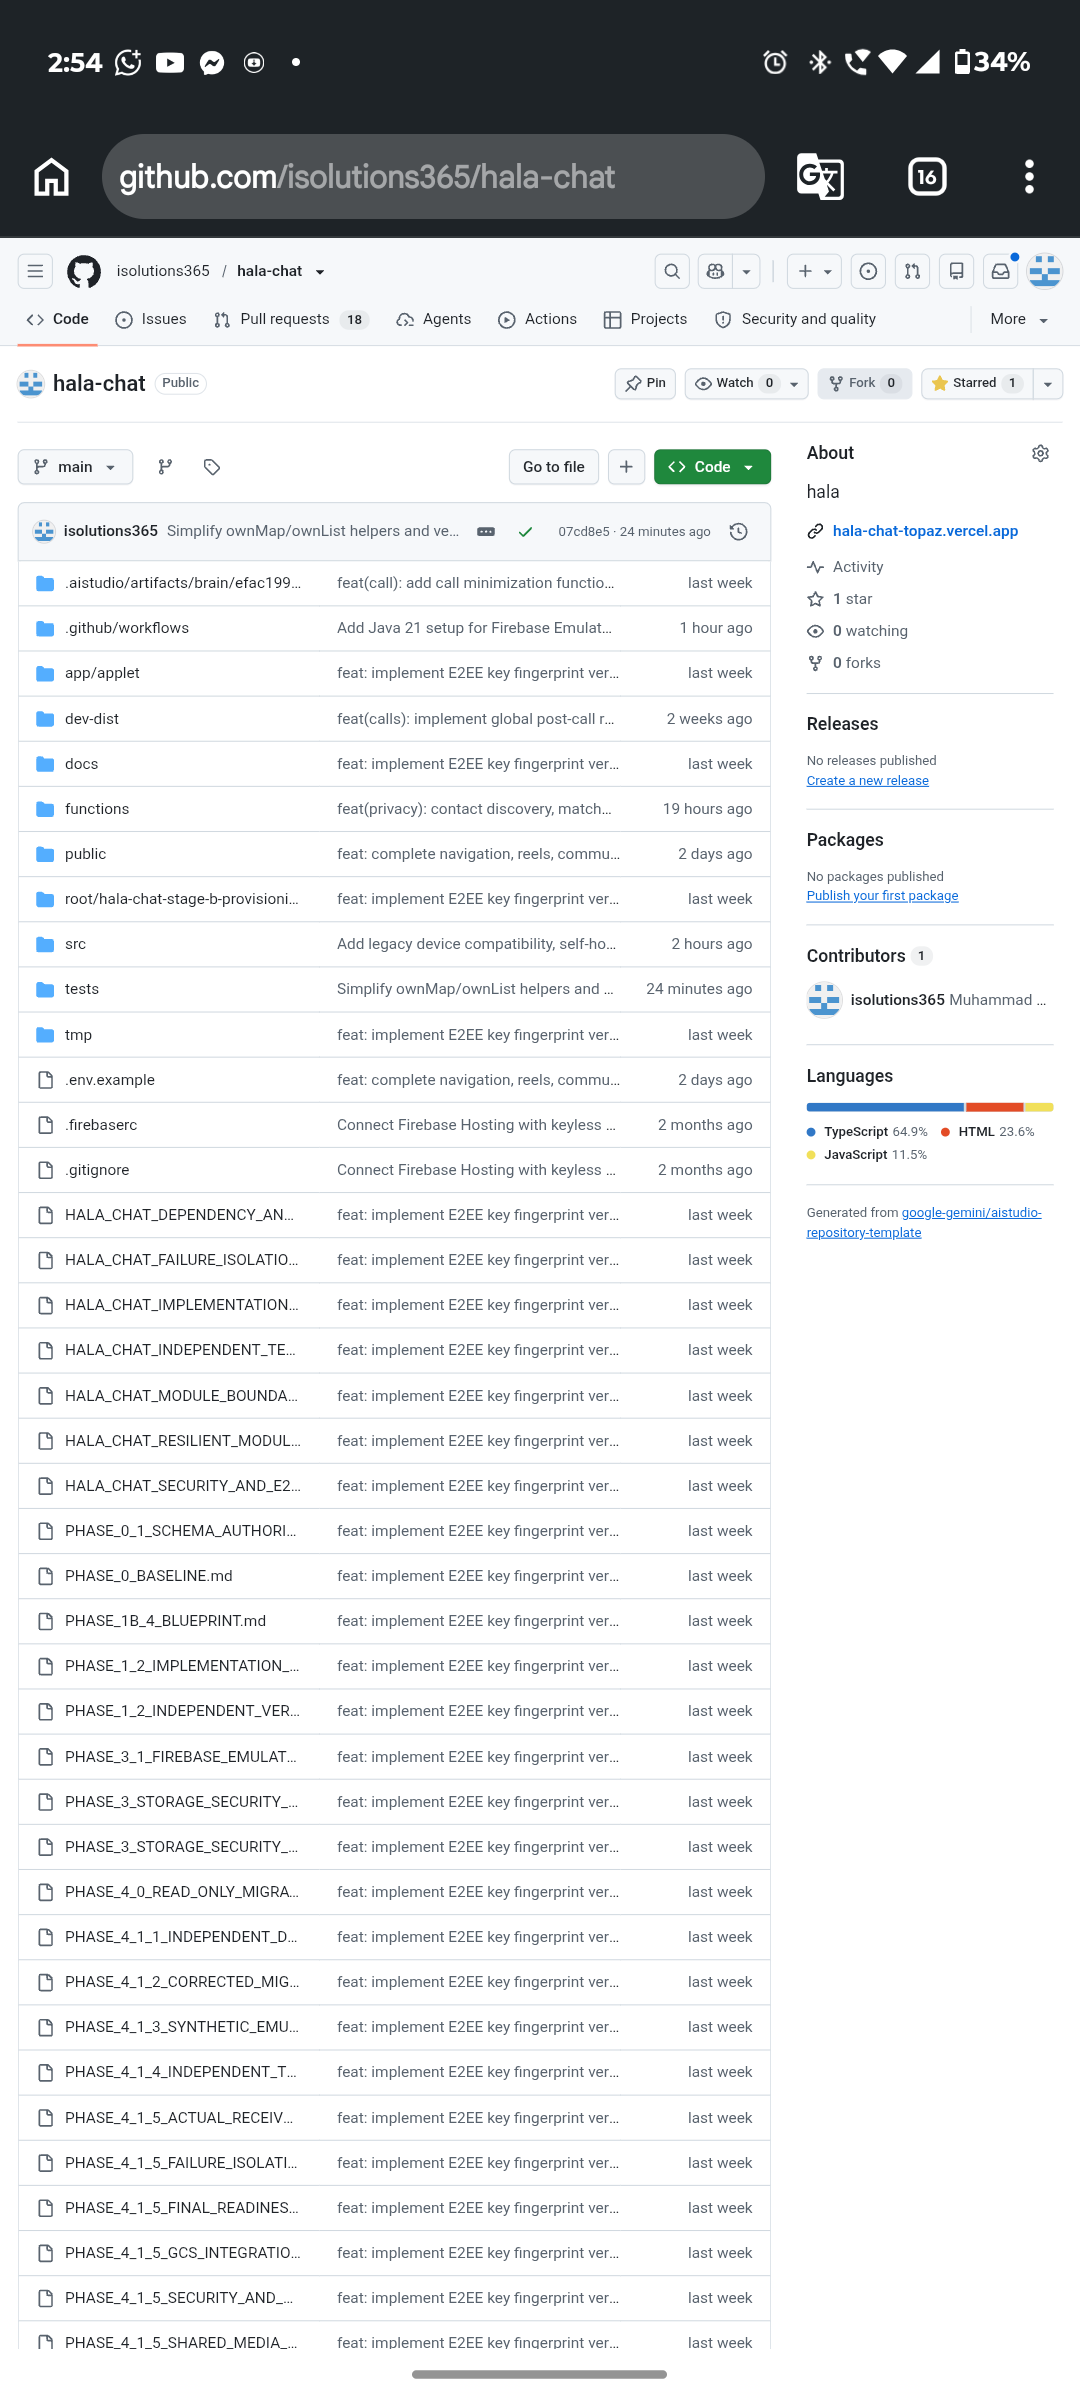 2:54
34%
github.com/isolutions365/hala-chat
16
isolutions365 / hala-chat
Code
Issues
Pull requests 18
Agents
Actions
Projects
Security and quality
More
hala-chat Public
Pin
Watch 0
Fork 0
Starred 1
main
Go to file
Code
isolutions365 Simplify ownMap/ownList helpers and ve... 07cd8e5 · 24 minutes ago
.aistudio/artifacts/brain/efac199... feat(call): add call minimization functio... last week
.github/workflows Add Java 21 setup for Firebase Emulat... 1 hour ago
app/applet feat: implement E2EE key fingerprint ver... last week
dev-dist feat(calls): implement global post-call r... 2 weeks ago
docs feat: implement E2EE key fingerprint ver... last week
functions feat(privacy): contact discovery, match... 19 hours ago
public feat: complete navigation, reels, commu... 2 days ago
root/hala-chat-stage-b-provisioni... feat: implement E2EE key fingerprint ver... last week
src Add legacy device compatibility, self-ho... 2 hours ago
tests Simplify ownMap/ownList helpers and ... 24 minutes ago
tmp feat: implement E2EE key fingerprint ver... last week
.env.example feat: complete navigation, reels, commu... 2 days ago
.firebaserc Connect Firebase Hosting with keyless ... 2 months ago
.gitignore Connect Firebase Hosting with keyless ... 2 months ago
HALA_CHAT_DEPENDENCY_AN... feat: implement E2EE key fingerprint ver... last week
HALA_CHAT_FAILURE_ISOLATIO... feat: implement E2EE key fingerprint ver... last week
HALA_CHAT_IMPLEMENTATION... feat: implement E2EE key fingerprint ver... last week
HALA_CHAT_INDEPENDENT_TE... feat: implement E2EE key fingerprint ver... last week
HALA_CHAT_MODULE_BOUNDA... feat: implement E2EE key fingerprint ver... last week
HALA_CHAT_RESILIENT_MODUL... feat: implement E2EE key fingerprint ver... last week
HALA_CHAT_SECURITY_AND_E2... feat: implement E2EE key fingerprint ver... last week
PHASE_0_1_SCHEMA_AUTHORI... feat: implement E2EE key fingerprint ver... last week
PHASE_0_BASELINE.md feat: implement E2EE key fingerprint ver... last week
PHASE_1B_4_BLUEPRINT.md feat: implement E2EE key fingerprint ver... last week
PHASE_1_2_IMPLEMENTATION_... feat: implement E2EE key fingerprint ver... last week
PHASE_1_2_INDEPENDENT_VER... feat: implement E2EE key fingerprint ver... last week
PHASE_3_1_FIREBASE_EMULAT... feat: implement E2EE key fingerprint ver... last week
PHASE_3_STORAGE_SECURITY_... feat: implement E2EE key fingerprint ver... last week
PHASE_3_STORAGE_SECURITY_... feat: implement E2EE key fingerprint ver... last week
PHASE_4_0_READ_ONLY_MIGRA... feat: implement E2EE key fingerprint ver... last week
PHASE_4_1_1_INDEPENDENT_D... feat: implement E2EE key fingerprint ver... last week
PHASE_4_1_2_CORRECTED_MIG... feat: implement E2EE key fingerprint ver... last week
PHASE_4_1_3_SYNTHETIC_EMU... feat: implement E2EE key fingerprint ver... last week
PHASE_4_1_4_INDEPENDENT_T... feat: implement E2EE key fingerprint ver... last week
PHASE_4_1_5_ACTUAL_RECEIV... feat: implement E2EE key fingerprint ver... last week
PHASE_4_1_5_FAILURE_ISOLATI... feat: implement E2EE key fingerprint ver... last week
PHASE_4_1_5_FINAL_READINES... feat: implement E2EE key fingerprint ver... last week
PHASE_4_1_5_GCS_INTEGRATIO... feat: implement E2EE key fingerprint ver... last week
PHASE_4_1_5_SECURITY_AND_... feat: implement E2EE key fingerprint ver... last week
PHASE_4_1_5_SHARED_MEDIA_... feat: implement E2EE key fingerprint ver... last week
About
hala
hala-chat-topaz.vercel.app
Activity
1 star
0 watching
0 forks
Releases
No releases published
Create a new release
Packages
No packages published
Publish your first package
Contributors 1
isolutions365 Muhammad ...
Languages
TypeScript 64.9% HTML 23.6%
JavaScript 11.5%
Generated from google-gemini/aistudio-
repository-template